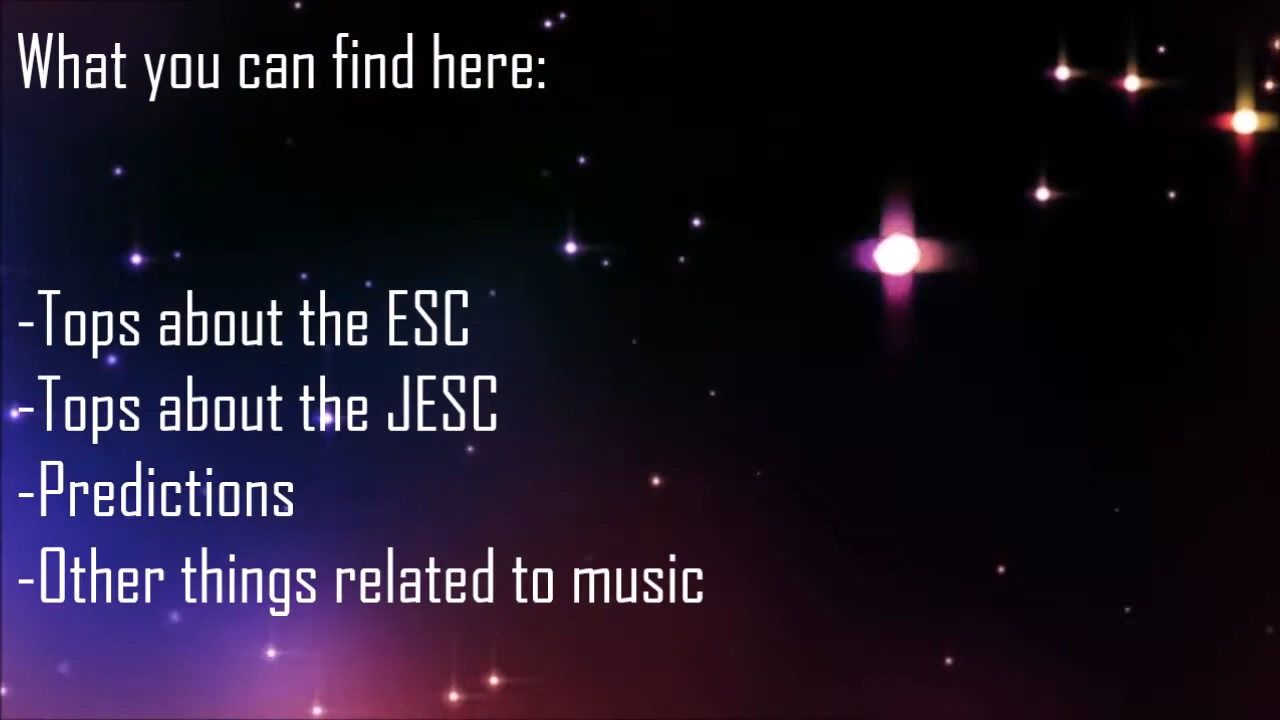 What you can find here:
-Tops about the ESC
-Tops about the JESC
-Predictions
-Other things related to music